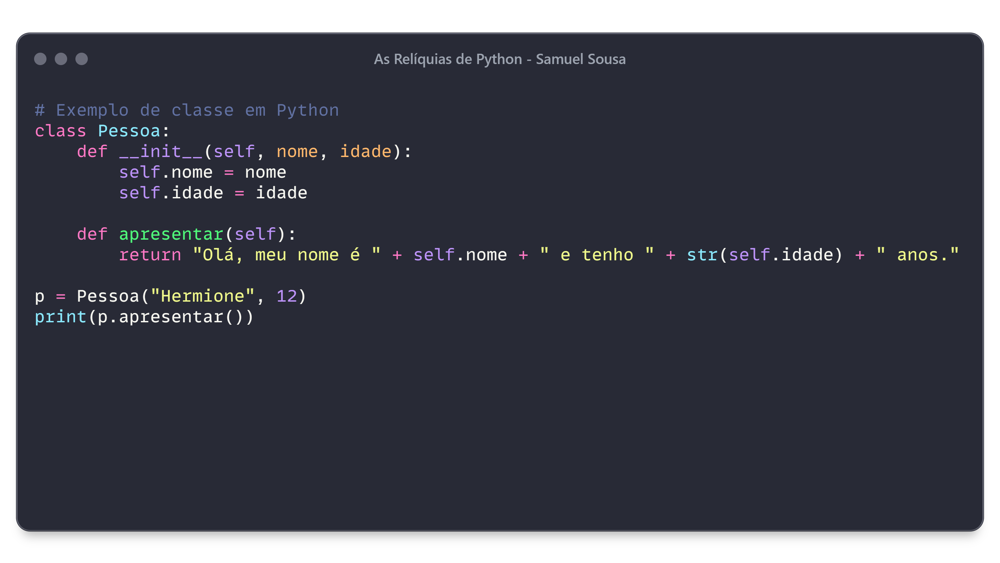 As Relíquias de Python - Samuel Sousa
# Exemplo de classe em Python
class Pessoa:
    def __init__(self, nome, idade):
        self.nome = nome
        self.idade = idade
    def apresentar(self):
        return "Olá, meu nome é " + self.nome + " e tenho " + str(self.idade) + " anos."
p = Pessoa("Hermione", 12)
print(p.apresentar())